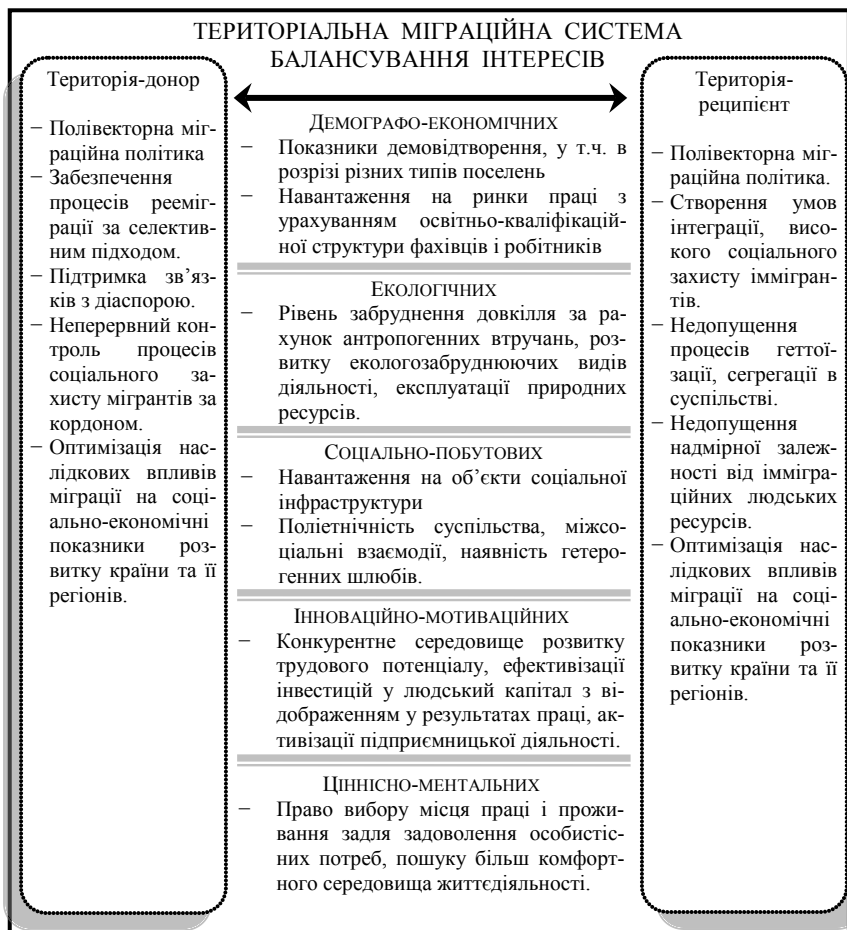 ТЕРИТОРІАЛЬНА МІГРАЦІЙНА СИСТЕМА
БАЛАНСУВАННЯ ІНТЕРЕСІВ
Територія-донор
− Полівекторна міг-
раційна політика
− Забезпечення
процесів рееміг-
рації за селектив-
ним підходом.
− Підтримка зв’яз-
ків з діаспорою.
− Неперервний кон-
троль процесів
соціального за-
хисту мігрантів за
кордоном.
− Оптимізація нас-
лідкових впливів
міграції на соці-
ально-економічні
показники роз-
витку країни та її
регіонів.
ДЕМОГРАФО-ЕКОНОМІЧНИХ
− Показники демовідтворення, у т.ч. в
розрізі різних типів поселень
− Навантаження на ринки праці з
урахуванням освітньо-кваліфікацій-
ної структури фахівців і робітників
ЕКОЛОГІЧНИХ
− Рівень забруднення довкілля за ра-
хунок антропогенних втручань, роз-
витку екологозабруднюючих видів
діяльності, експлуатації природних
ресурсів.
СОЦІАЛЬНО-ПОБУТОВИХ
− Навантаження на об’єкти соціальної
інфраструктури
− Поліетнічність суспільства, міжсо-
ціальні взаємодії, наявність гетеро-
генних шлюбів.
ІННОВАЦІЙНО-МОТИВАЦІЙНИХ
− Конкурентне середовище розвитку
трудового потенціалу, ефективізації
інвестицій у людський капітал з ві-
дображенням у результатах праці, ак-
тивізації підприємницької діяльності.
ЦІННІСНО-МЕНТАЛЬНИХ
− Право вибору місця праці і прожи-
вання задля задоволення особистіс-
них потреб, пошуку більш комфорт-
ного середовища життєдіяльності.
Територія-
реципієнт
− Полівекторна міг-
раційна політика.
− Створення умов
інтеграції, висо-
кого соціального
захисту іммігран-
тів.
− Недопущення
процесів геттої-
зації, сегрегації в
суспільстві.
− Недопущення
надмірної залеж-
ності від іммігра-
ційних людських
ресурсів.
− Оптимізація нас-
лідкових впливів
міграції на соці-
ально-економічні
показники роз-
витку країни та її
регіонів.